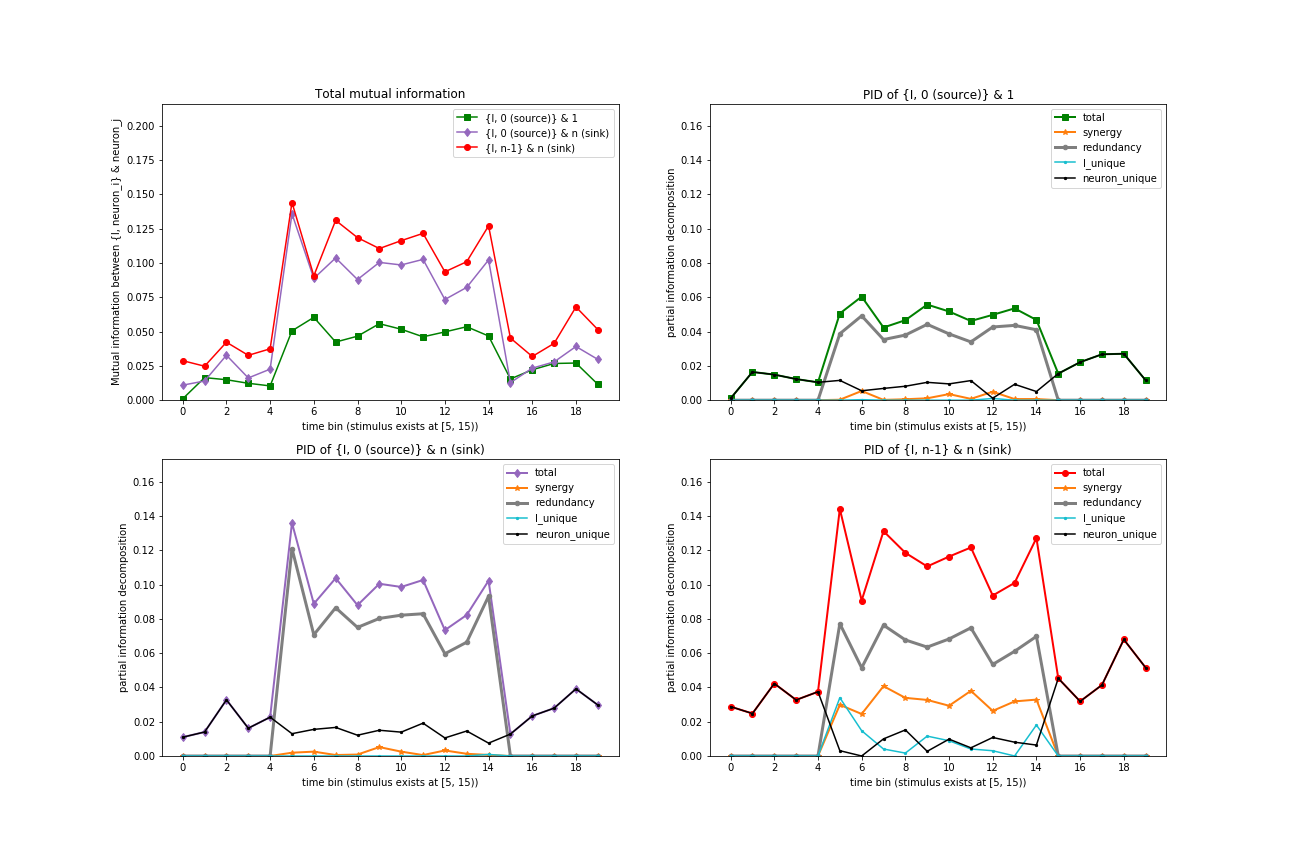 Total mutual information
Mutual information between {I, neuron_i} & neuron_j
0.200
0.175
0.150
0.125
0.100
0.075
0.050
0.025
0.000
{I, 0 (source)} & 1
{I, 0 (source)} & n (sink)
{I, n-1} & n (sink)
0 2 4 6 8 10 12 14 16 18
time bin (stimulus exists at [5, 15))
PID of {I, 0 (source)} & 1
partial information decomposition
0.16
0.14
0.12
0.10
0.08
0.06
0.04
0.02
0.00
total
synergy
redundancy
I_unique
neuron_unique
0 2 4 6 8 10 12 14 16 18
time bin (stimulus exists at [5, 15))
PID of {I, 0 (source)} & n (sink)
partial information decomposition
0.16
0.14
0.12
0.10
0.08
0.06
0.04
0.02
0.00
total
synergy
redundancy
I_unique
neuron_unique
0 2 4 6 8 10 12 14 16 18
time bin (stimulus exists at [5, 15))
PID of {I, n-1} & n (sink)
partial information decomposition
0.16
0.14
0.12
0.10
0.08
0.06
0.04
0.02
0.00
total
synergy
redundancy
I_unique
neuron_unique
0 2 4 6 8 10 12 14 16 18
time bin (stimulus exists at [5, 15))